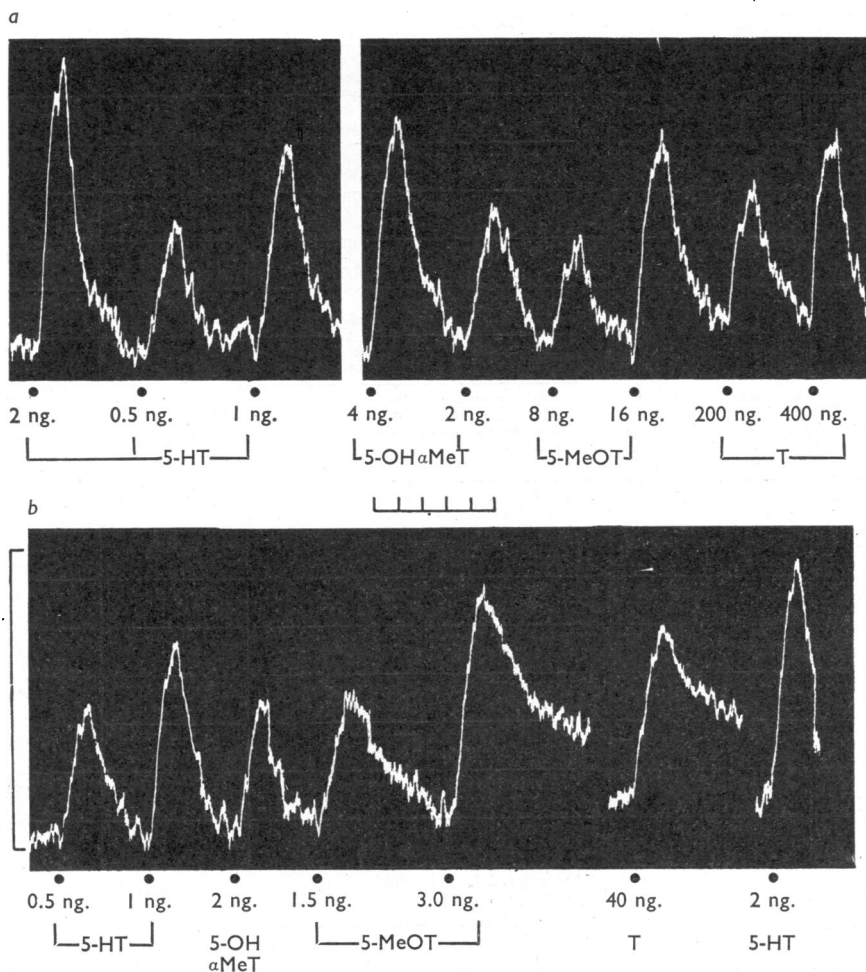 a
2 ng. 0.5 ng. 1 ng. 4 ng. 2 ng. 8 ng. 16 ng. 200 ng. 400 ng.
5-HT 5-OH αMeT 5-MeOT T
b
0.5 ng. 1 ng. 2 ng. 1.5 ng. 3.0 ng. 40 ng. 2 ng.
5-HT 5-OH 5-MeOT T 5-HT
αMeT